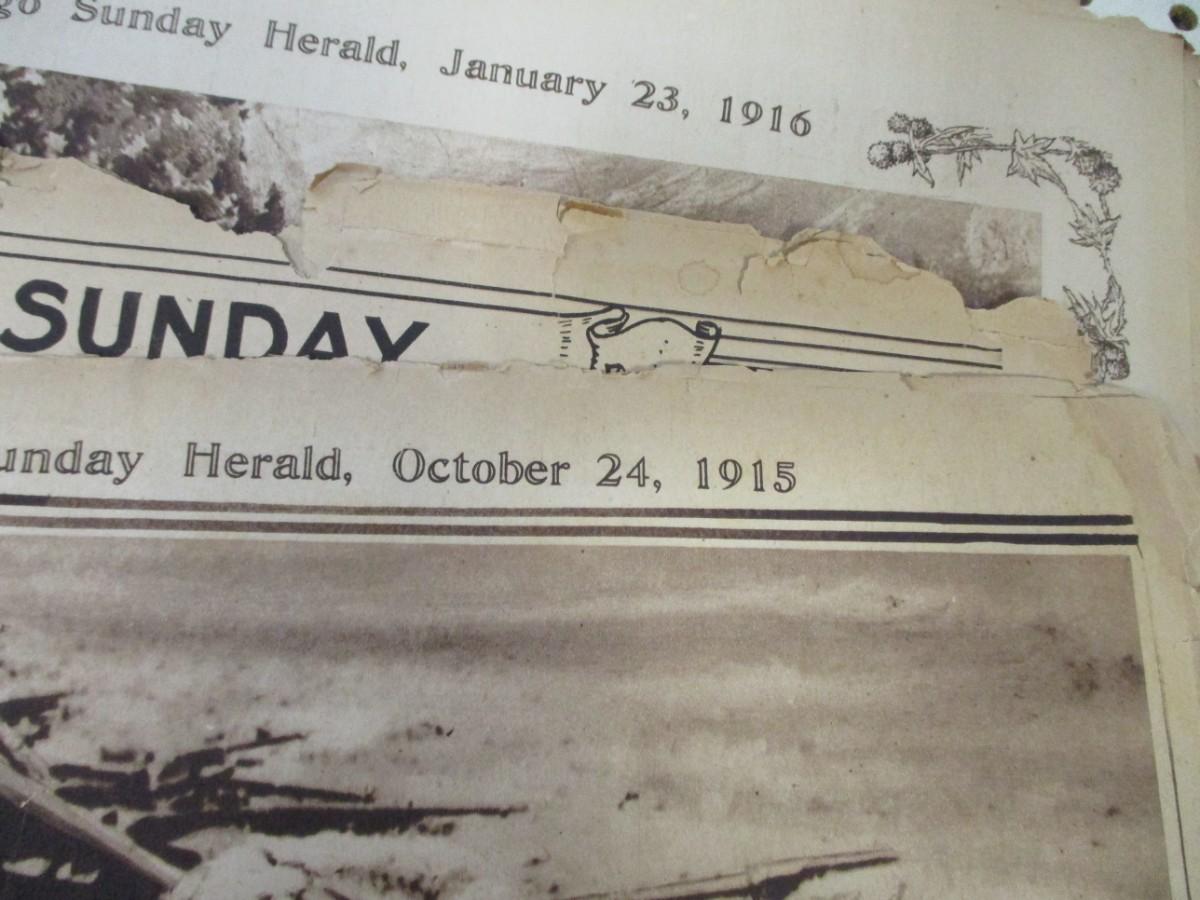 go Sunday Herald, January 23, 1916
SUNDAY
unday Herald, October 24, 1915